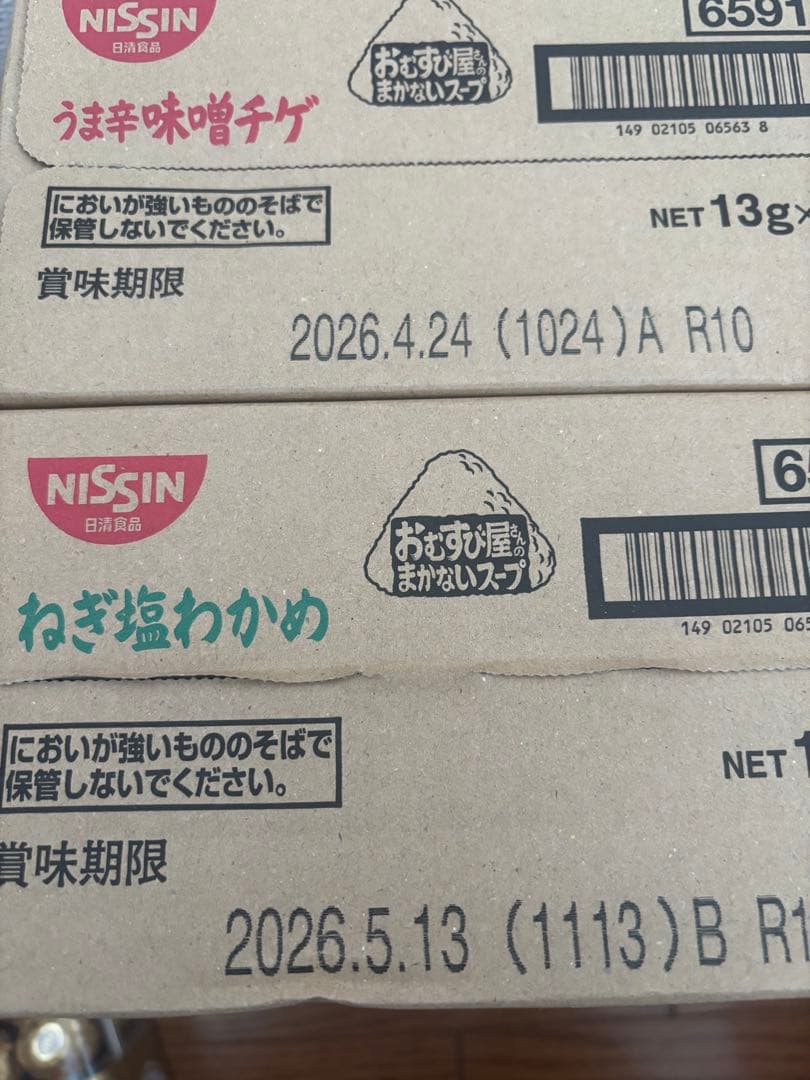 NISSIN
日清食品
おむすび屋さんの
まかないスープ
6591
149 02105 06563 8
うま辛味噌チゲ
においが強いもののそばで
保管しないでください。
NET 13g×
賞味期限
2026.4.24 (1024)A R10
NISSIN
日清食品
おむすび屋さんの
まかないスープ
65
149 02105 065
ねぎ塩わかめ
においが強いもののそばで
保管しないでください。
NET 1
賞味期限
2026.5.13 (1113)B R1